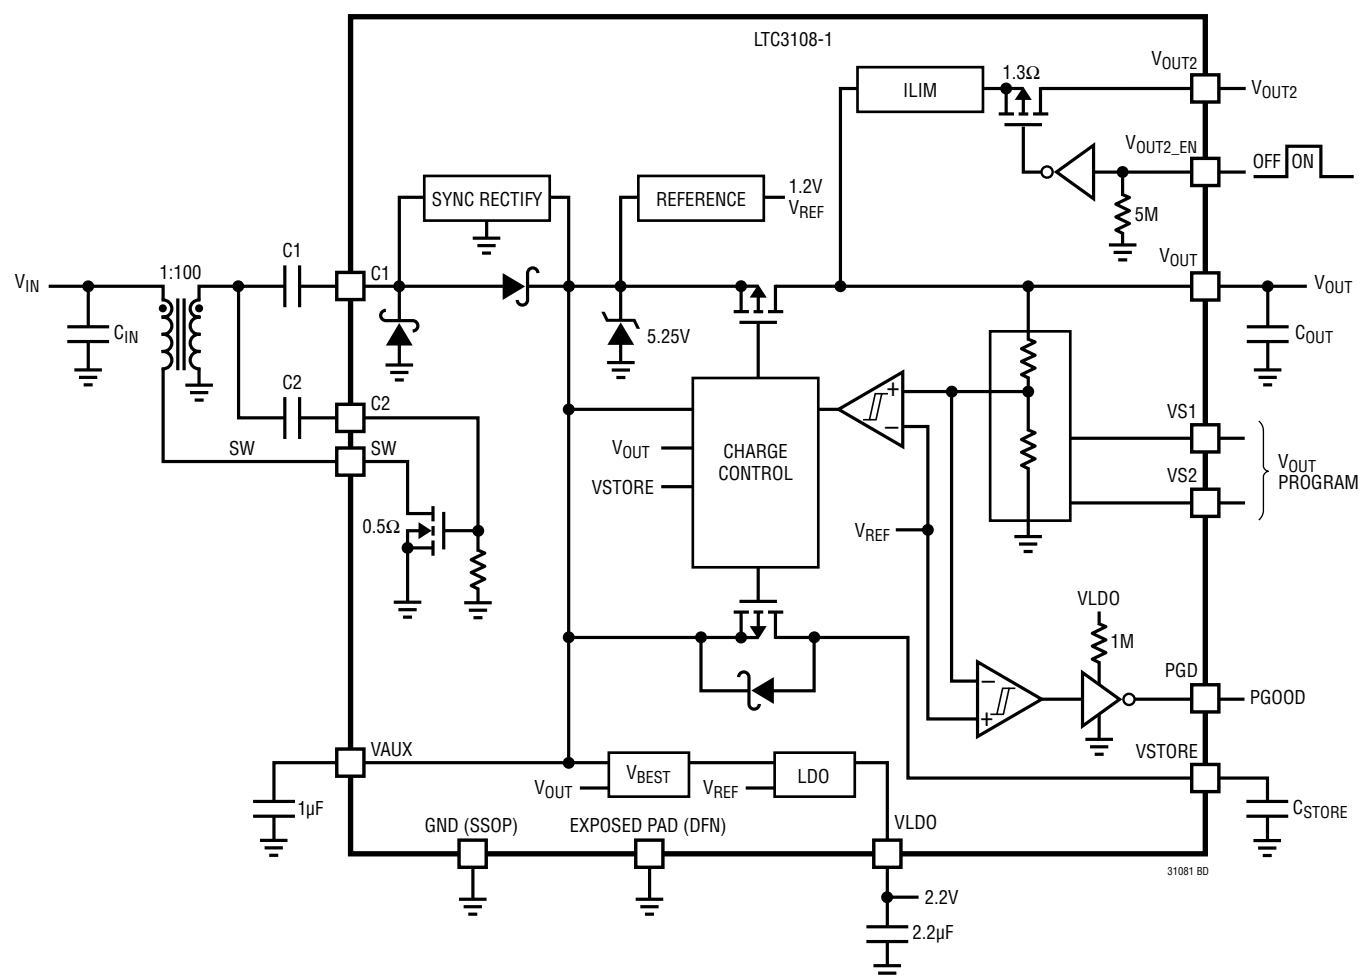 LTC3108-1
VOUT2
1.3Ω
ILIM
VOUT2
VOUT2_EN
OFF ON
SYNC RECTIFY
REFERENCE
1.2V
VREF
5M
C1
VOUT
1:100
C1
VIN
VOUT
CIN
5.25V
COUT
C2
C2
VS1
SW
SW
VOUT
CHARGE
CONTROL
VOUT
PROGRAM
VS2
VSTORE
0.5Ω
VREF
VLDO
1M
PGD
PGOOD
VAUX
VSTORE
VBEST
LDO
VOUT
VREF
1µF
CSTORE
GND (SSOP)
EXPOSED PAD (DFN)
VLDO
31081 BD
2.2V
2.2µF
+
−
−
+